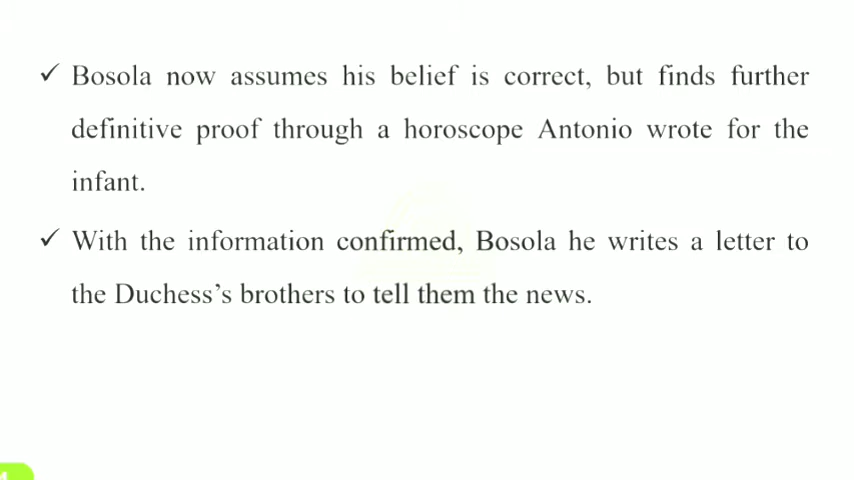 ✓ Bosola now assumes his belief is correct, but finds further
definitive proof through a horoscope Antonio wrote for the
infant.
✓ With the information confirmed, Bosola he writes a letter to
the Duchess’s brothers to tell them the news.